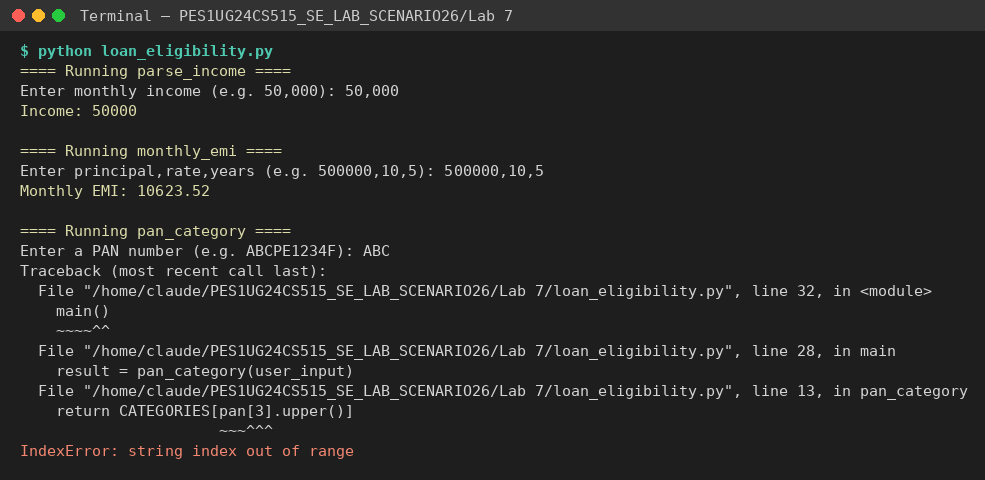 Terminal — PES1UG24CS515_SE_LAB_SCENARIO26/Lab 7
$ python loan_eligibility.py
==== Running parse_income ====
Enter monthly income (e.g. 50,000): 50,000
Income: 50000

==== Running monthly_emi ====
Enter principal,rate,years (e.g. 500000,10,5): 500000,10,5
Monthly EMI: 10623.52

==== Running pan_category ====
Enter a PAN number (e.g. ABCPE1234F): ABC
Traceback (most recent call last):
  File "/home/claude/PES1UG24CS515_SE_LAB_SCENARIO26/Lab 7/loan_eligibility.py", line 32, in <module>
    main()
    ~~~~^^
  File "/home/claude/PES1UG24CS515_SE_LAB_SCENARIO26/Lab 7/loan_eligibility.py", line 28, in main
    result = pan_category(user_input)
  File "/home/claude/PES1UG24CS515_SE_LAB_SCENARIO26/Lab 7/loan_eligibility.py", line 13, in pan_category
    return CATEGORIES[pan[3].upper()]
                      ~~~^^^
IndexError: string index out of range